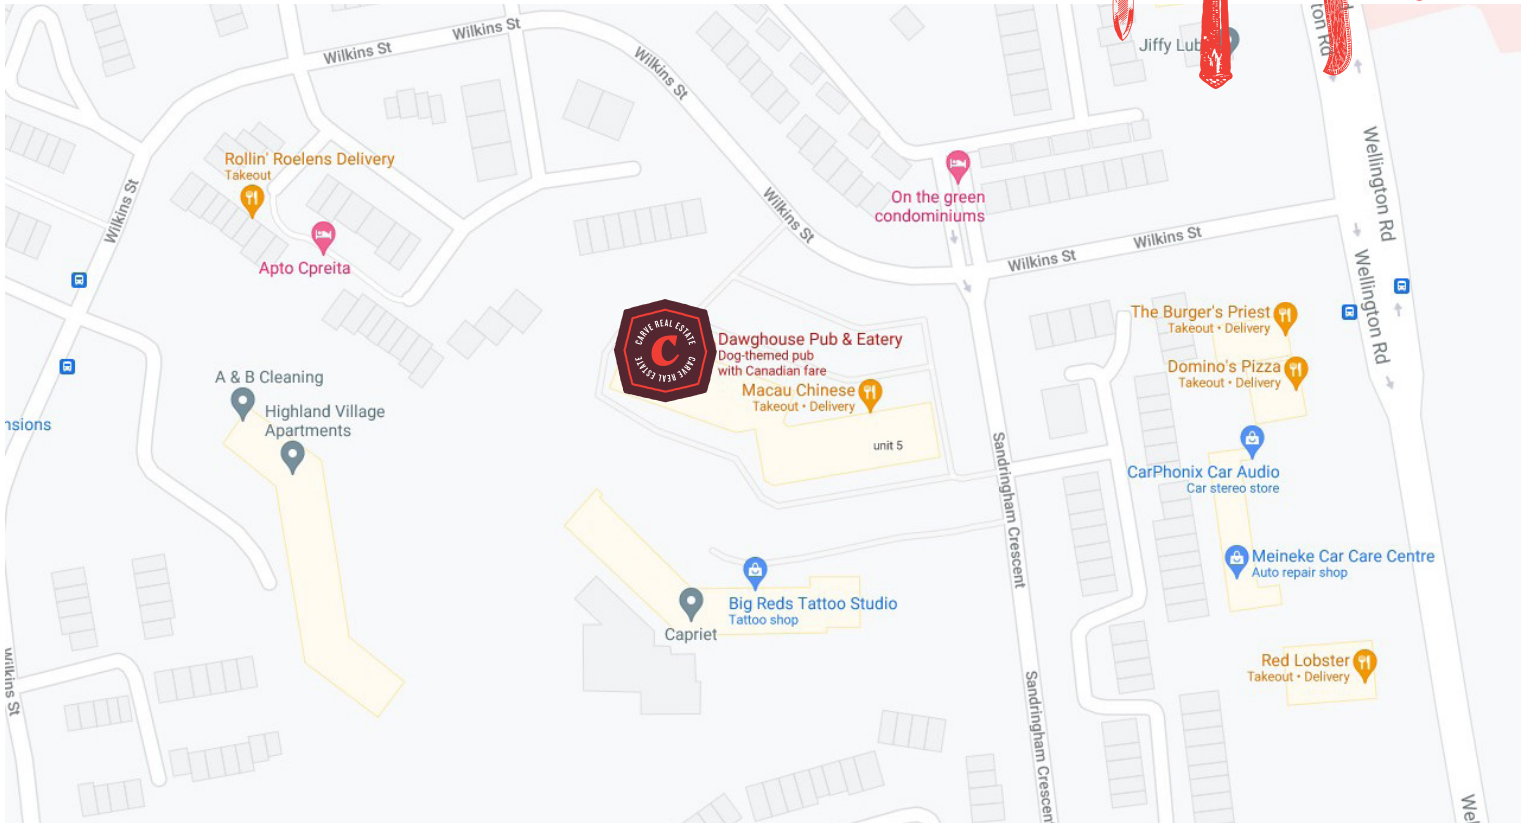 Wilkins St
Wilkins St
Wilkins St
ton Rd
Jiffy Lub
Wellington Rd
Rollin' Roelens Delivery
Takeout
Wilkins St
On the green
condominiums
Wilkins St
Wilkins St
Wilkins St
Apto Cpreita
Wellington Rd
The Burger's Priest
Takeout • Delivery
CARVE REAL ESTATE
C
CARVE REAL ESTATE
Dawghouse Pub & Eatery
Dog-themed pub
with Canadian fare
Domino's Pizza
Takeout • Delivery
A & B Cleaning
Macau Chinese
Takeout • Delivery
Highland Village
Apartments
nsions
unit 5
Sandringham Crescent
CarPhonix Car Audio
Car stereo store
Meineke Car Care Centre
Auto repair shop
Big Reds Tattoo Studio
Tattoo shop
Capriet
Wilkins St
Red Lobster
Takeout • Delivery
Sandringham Crescen
Wel